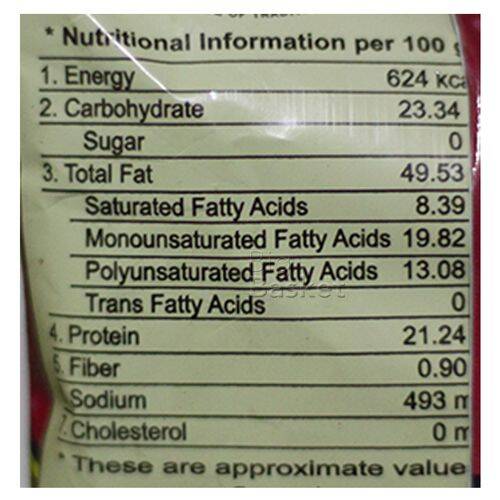 * Nutritional Information per 100 g
1. Energy 624 kca
2. Carbohydrate 23.34
Sugar 0
3. Total Fat 49.53
Saturated Fatty Acids 8.39
Monounsaturated Fatty Acids 19.82
Polyunsaturated Fatty Acids 13.08
Big Basket
Trans Fatty Acids 0
4. Protein 21.24
5. Fiber 0.90
Sodium 493 m
7. Cholesterol 0 m
* These are approximate value